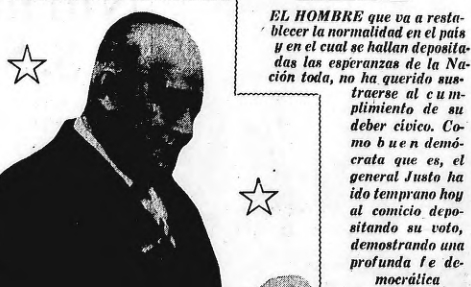 EL HOMBRE que va a resta-
blecer la normalidad en el país
y en el cual se hallan deposita-
das las esperanzas de la Na-
ción toda, no ha querido sus-
traerse al cum-
plimiento de su
deber cívico. Co-
mo buen demó-
crata que es, el
general Justo ha
ido temprano hoy
al comicio depo-
sitando su voto,
demostrando una
profunda fe de-
mocrática